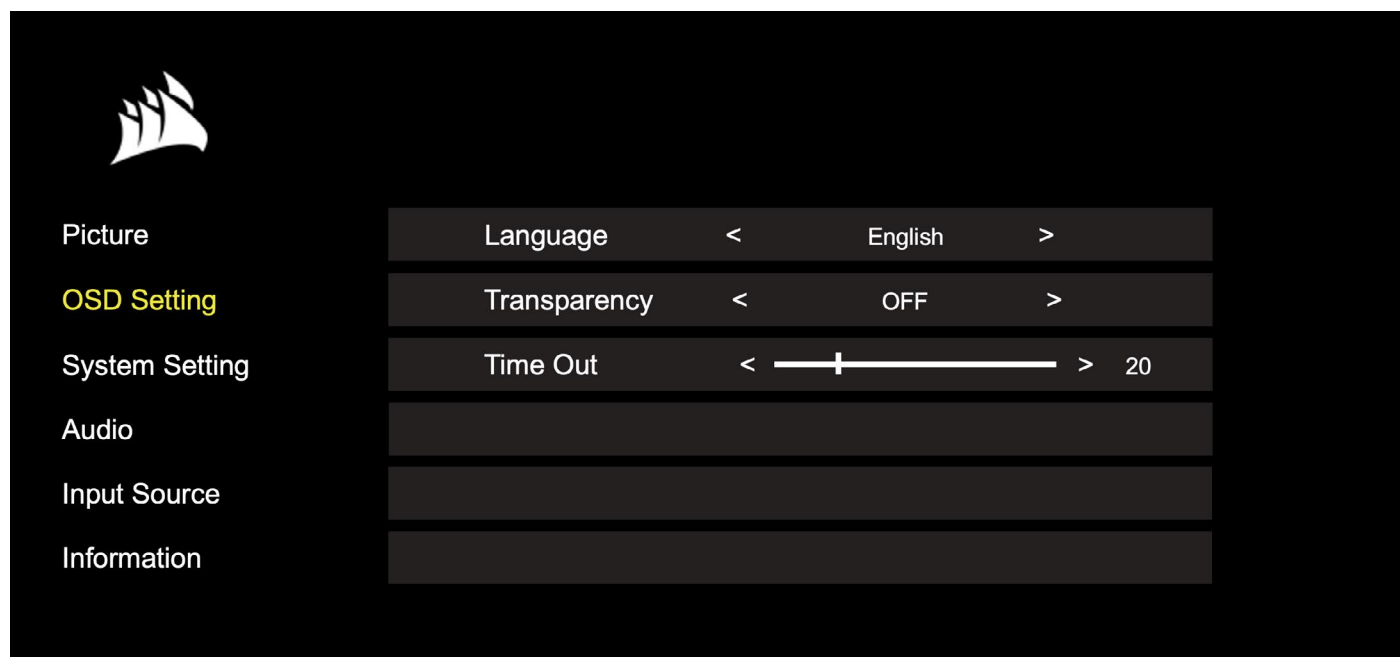 Picture
Language < English >
OSD Setting
Transparency < OFF >
System Setting
Time Out < > 20
Audio
Input Source
Information